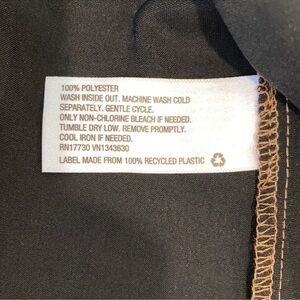 100% POLYESTER
WASH INSIDE OUT. MACHINE WASH COLD
SEPARATELY. GENTLE CYCLE.
ONLY NON-CHLORINE BLEACH IF NEEDED.
TUMBLE DRY LOW. REMOVE PROMPTLY.
COOL IRON IF NEEDED.
RN17730 VN1343630
LABEL MADE FROM 100% RECYCLED PLASTIC